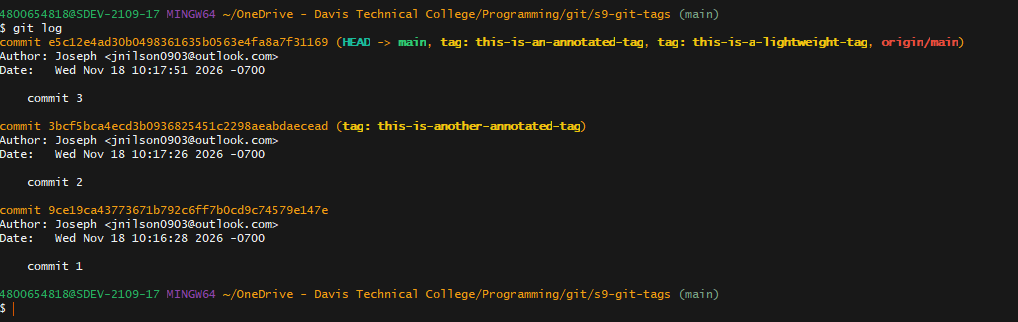 4800654818@SDEV-2109-17 MINGW64 ~/OneDrive - Davis Technical College/Programming/git/s9-git-tags (main)
$ git log
commit e5c12e4ad30b0498361635b0563e4fa8a7f31169 (HEAD -> main, tag: this-is-an-annotated-tag, tag: this-is-a-lightweight-tag, origin/main)
Author: Joseph <jnilson0903@outlook.com>
Date:   Wed Nov 18 10:17:51 2026 -0700

    commit 3

commit 3bcf5bca4ecd3b0936825451c2298aeabdaecead (tag: this-is-another-annotated-tag)
Author: Joseph <jnilson0903@outlook.com>
Date:   Wed Nov 18 10:17:26 2026 -0700

    commit 2

commit 9ce19ca43773671b792c6ff7b0cd9c74579e147e
Author: Joseph <jnilson0903@outlook.com>
Date:   Wed Nov 18 10:16:28 2026 -0700

    commit 1

4800654818@SDEV-2109-17 MINGW64 ~/OneDrive - Davis Technical College/Programming/git/s9-git-tags (main)
$